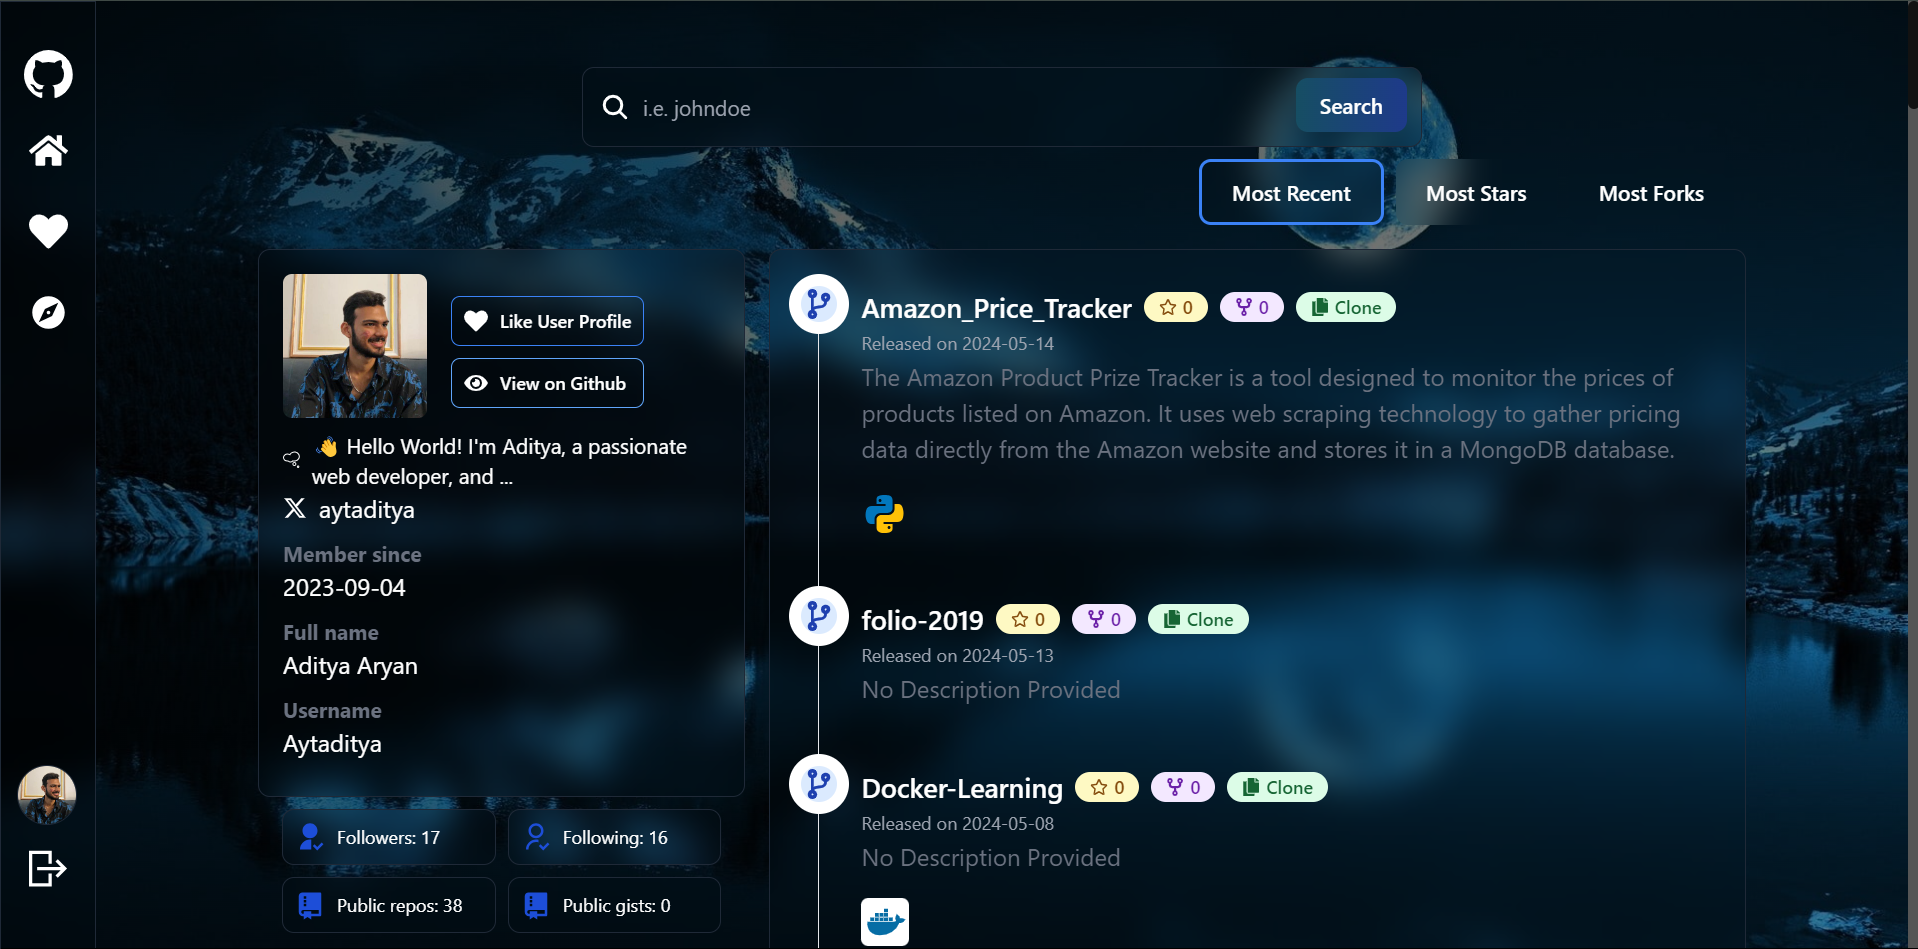 i.e. johndoe
Search
Most Recent
Most Stars
Most Forks
Like User Profile
View on Github
👋 Hello World! I'm Aditya, a passionate
web developer, and ...
aytaditya
Member since
2023-09-04
Full name
Aditya Aryan
Username
Aytaditya
Followers: 17
Following: 16
Public repos: 38
Public gists: 0
Amazon_Price_Tracker 0 0 Clone
Released on 2024-05-14
The Amazon Product Prize Tracker is a tool designed to monitor the prices of
products listed on Amazon. It uses web scraping technology to gather pricing
data directly from the Amazon website and stores it in a MongoDB database.
folio-2019 0 0 Clone
Released on 2024-05-13
No Description Provided
Docker-Learning 0 0 Clone
Released on 2024-05-08
No Description Provided